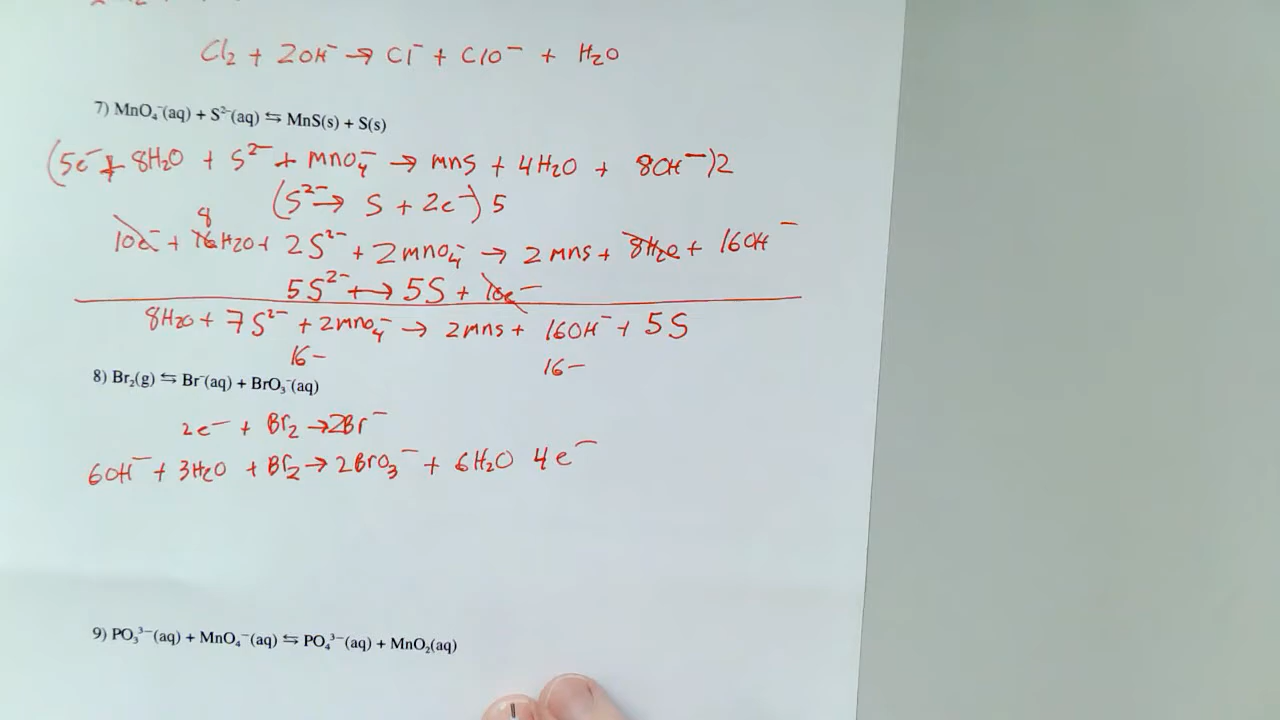 Cl₂ + 2OH⁻ → Cl⁻ + ClO⁻ + H₂O
7) MnO₄⁻(aq) + S²⁻(aq) ⇆ MnS(s) + S(s)
(5e⁻ + 8H₂O + S²⁻ + mnO₄⁻ → mnS + 4H₂O + 8OH⁻)2
(S²⁻ → S + 2e⁻) 5
8
10e⁻ + 16H₂O + 2S²⁻ + 2mnO₄⁻ → 2mns + 8H₂O + 16OH⁻
5S²⁻ ↔ 5S + 10e⁻
8H₂O + 7S²⁻ + 2mnO₄⁻ → 2mns + 16OH⁻ + 5S
16- 16-
8) Br₂(g) ⇆ Br⁻(aq) + BrO₃⁻(aq)
2e⁻ + Br₂ → 2Br⁻
6OH⁻ + 3H₂O + Br₂ → 2BrO₃⁻ + 6H₂O 4e⁻
9) PO₃³⁻(aq) + MnO₄⁻(aq) ⇆ PO₄³⁻(aq) + MnO₂(aq)